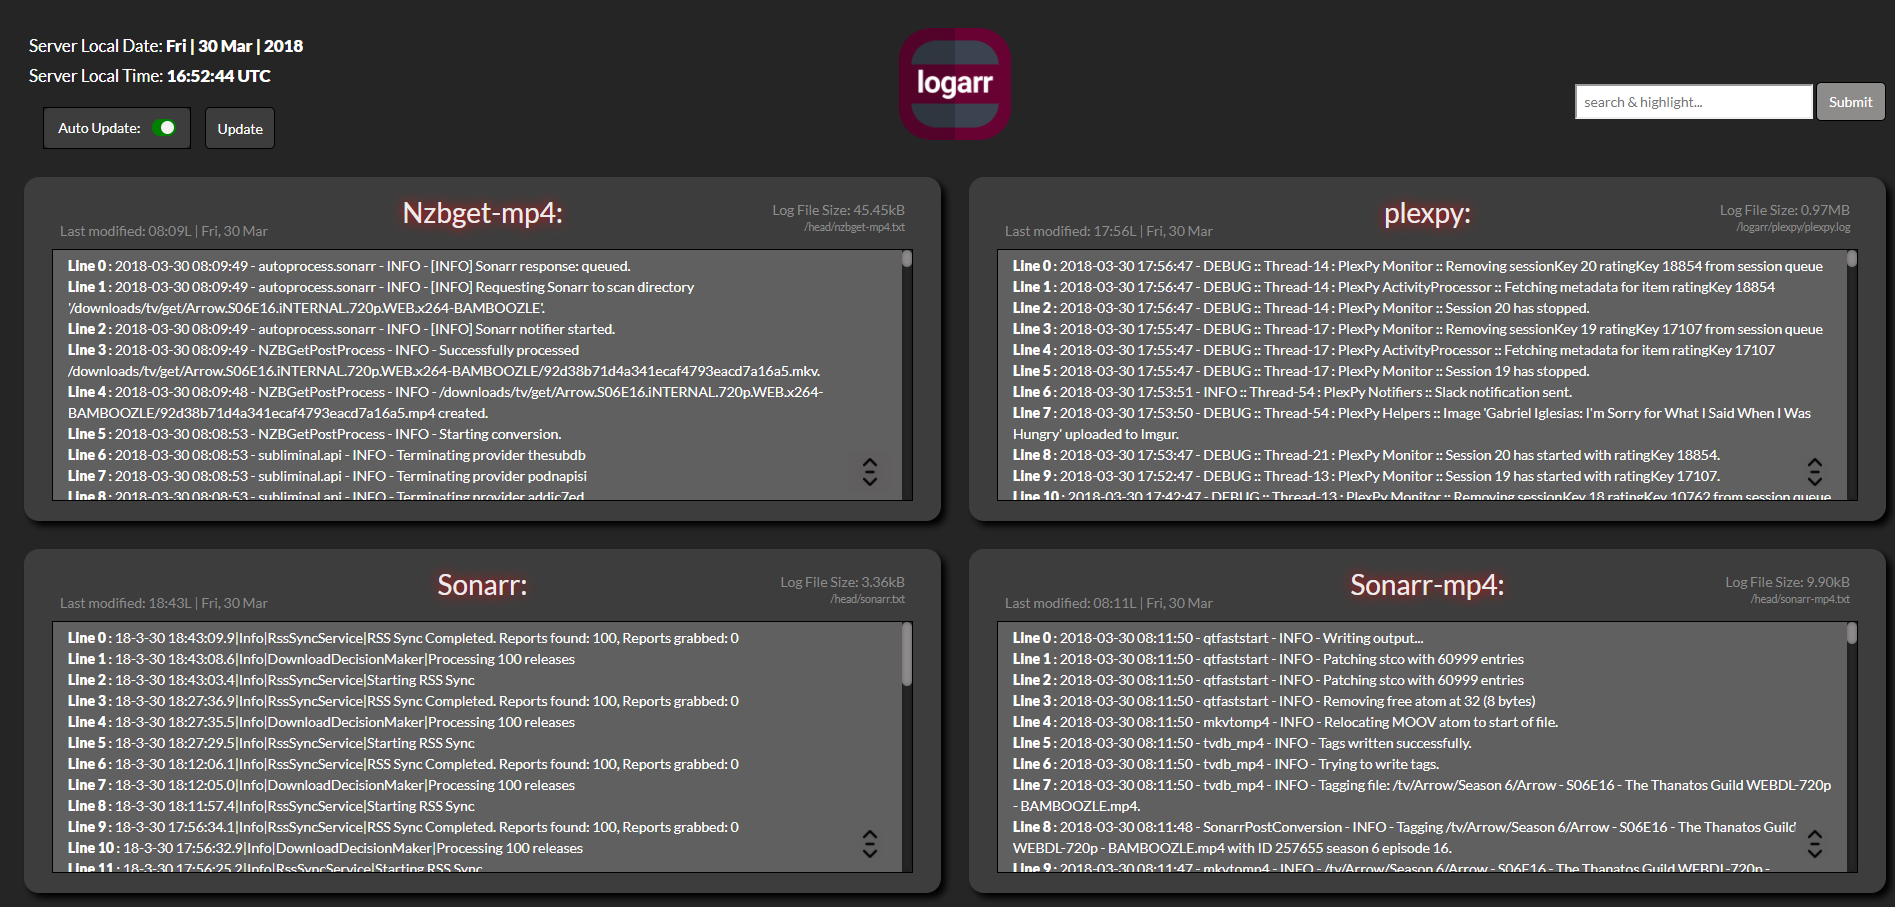 Server Local Date: Fri | 30 Mar | 2018
Server Local Time: 16:52:44 UTC
Auto Update:
Update
logarr
search & highlight...
Submit
Nzbget-mp4:
Last modified: 08:09L | Fri, 30 Mar
Log File Size: 45.45kB
/head/nzbget-mp4.txt
Line 0 : 2018-03-30 08:09:49 - autoprocess.sonarr - INFO - [INFO] Sonarr response: queued.
Line 1 : 2018-03-30 08:09:49 - autoprocess.sonarr - INFO - [INFO] Requesting Sonarr to scan directory
'/downloads/tv/get/Arrow.S06E16.iNTERNAL.720p.WEB.x264-BAMBOOZLE'.
Line 2 : 2018-03-30 08:09:49 - autoprocess.sonarr - INFO - [INFO] Sonarr notifier started.
Line 3 : 2018-03-30 08:09:49 - NZBGetPostProcess - INFO - Successfully processed
/downloads/tv/get/Arrow.S06E16.iNTERNAL.720p.WEB.x264-BAMBOOZLE/92d38b71d4a341ecaf4793eacd7a16a5.mkv.
Line 4 : 2018-03-30 08:09:48 - NZBGetPostProcess - INFO - /downloads/tv/get/Arrow.S06E16.iNTERNAL.720p.WEB.x264-
BAMBOOZLE/92d38b71d4a341ecaf4793eacd7a16a5.mp4 created.
Line 5 : 2018-03-30 08:08:53 - NZBGetPostProcess - INFO - Starting conversion.
Line 6 : 2018-03-30 08:08:53 - subliminal.api - INFO - Terminating provider thesubdb
Line 7 : 2018-03-30 08:08:53 - subliminal.api - INFO - Terminating provider podnapisi
Line 8 : 2018-03-30 08:08:53 - subliminal.api - INFO - Terminating provider addic7ed
plexpy:
Last modified: 17:56L | Fri, 30 Mar
Log File Size: 0.97MB
/logarr/plexpy/plexpy.log
Line 0 : 2018-03-30 17:56:47 - DEBUG :: Thread-14 : PlexPy Monitor :: Removing sessionKey 20 ratingKey 18854 from session queue
Line 1 : 2018-03-30 17:56:47 - DEBUG :: Thread-14 : PlexPy ActivityProcessor :: Fetching metadata for item ratingKey 18854
Line 2 : 2018-03-30 17:56:47 - DEBUG :: Thread-14 : PlexPy Monitor :: Session 20 has stopped.
Line 3 : 2018-03-30 17:55:47 - DEBUG :: Thread-17 : PlexPy Monitor :: Removing sessionKey 19 ratingKey 17107 from session queue
Line 4 : 2018-03-30 17:55:47 - DEBUG :: Thread-17 : PlexPy ActivityProcessor :: Fetching metadata for item ratingKey 17107
Line 5 : 2018-03-30 17:55:47 - DEBUG :: Thread-17 : PlexPy Monitor :: Session 19 has stopped.
Line 6 : 2018-03-30 17:53:51 - INFO :: Thread-54 : PlexPy Notifiers :: Slack notification sent.
Line 7 : 2018-03-30 17:53:50 - DEBUG :: Thread-54 : PlexPy Helpers :: Image 'Gabriel Iglesias: I'm Sorry for What I Said When I Was
Hungry' uploaded to Imgur.
Line 8 : 2018-03-30 17:53:47 - DEBUG :: Thread-21 : PlexPy Monitor :: Session 20 has started with ratingKey 18854.
Line 9 : 2018-03-30 17:52:47 - DEBUG :: Thread-13 : PlexPy Monitor :: Session 19 has started with ratingKey 17107.
Line 10 : 2018-03-30 17:42:47 - DEBUG :: Thread-13 : PlexPy Monitor :: Removing sessionKey 18 ratingKey 10762 from session queue
Sonarr:
Last modified: 18:43L | Fri, 30 Mar
Log File Size: 3.36kB
/head/sonarr.txt
Line 0 : 18-3-30 18:43:09.9|Info|RssSyncService|RSS Sync Completed. Reports found: 100, Reports grabbed: 0
Line 1 : 18-3-30 18:43:08.6|Info|DownloadDecisionMaker|Processing 100 releases
Line 2 : 18-3-30 18:43:03.4|Info|RssSyncService|Starting RSS Sync
Line 3 : 18-3-30 18:27:36.9|Info|RssSyncService|RSS Sync Completed. Reports found: 100, Reports grabbed: 0
Line 4 : 18-3-30 18:27:35.5|Info|DownloadDecisionMaker|Processing 100 releases
Line 5 : 18-3-30 18:27:29.5|Info|RssSyncService|Starting RSS Sync
Line 6 : 18-3-30 18:12:06.1|Info|RssSyncService|RSS Sync Completed. Reports found: 100, Reports grabbed: 0
Line 7 : 18-3-30 18:12:05.0|Info|DownloadDecisionMaker|Processing 100 releases
Line 8 : 18-3-30 18:11:57.4|Info|RssSyncService|Starting RSS Sync
Line 9 : 18-3-30 17:56:34.1|Info|RssSyncService|RSS Sync Completed. Reports found: 100, Reports grabbed: 0
Line 10 : 18-3-30 17:56:32.9|Info|DownloadDecisionMaker|Processing 100 releases
Line 11 : 18-3-30 17:56:25.2|Info|RssSyncService|Starting RSS Sync
Sonarr-mp4:
Last modified: 08:11L | Fri, 30 Mar
Log File Size: 9.90kB
/head/sonarr-mp4.txt
Line 0 : 2018-03-30 08:11:50 - qtfaststart - INFO - Writing output...
Line 1 : 2018-03-30 08:11:50 - qtfaststart - INFO - Patching stco with 60999 entries
Line 2 : 2018-03-30 08:11:50 - qtfaststart - INFO - Patching stco with 60999 entries
Line 3 : 2018-03-30 08:11:50 - qtfaststart - INFO - Removing free atom at 32 (8 bytes)
Line 4 : 2018-03-30 08:11:50 - mkvtomp4 - INFO - Relocating MOOV atom to start of file.
Line 5 : 2018-03-30 08:11:50 - tvdb_mp4 - INFO - Tags written successfully.
Line 6 : 2018-03-30 08:11:50 - tvdb_mp4 - INFO - Trying to write tags.
Line 7 : 2018-03-30 08:11:50 - tvdb_mp4 - INFO - Tagging file: /tv/Arrow/Season 6/Arrow - S06E16 - The Thanatos Guild WEBDL-720p
- BAMBOOZLE.mp4.
Line 8 : 2018-03-30 08:11:48 - SonarrPostConversion - INFO - Tagging /tv/Arrow/Season 6/Arrow - S06E16 - The Thanatos Guild
WEBDL-720p - BAMBOOZLE.mp4 with ID 257655 season 6 episode 16.
Line 9 : 2018-03-30 08:11:47 - mkvtomp4 - INFO - /tv/Arrow/Season 6/Arrow - S06E16 - The Thanatos Guild WEBDL-720p -